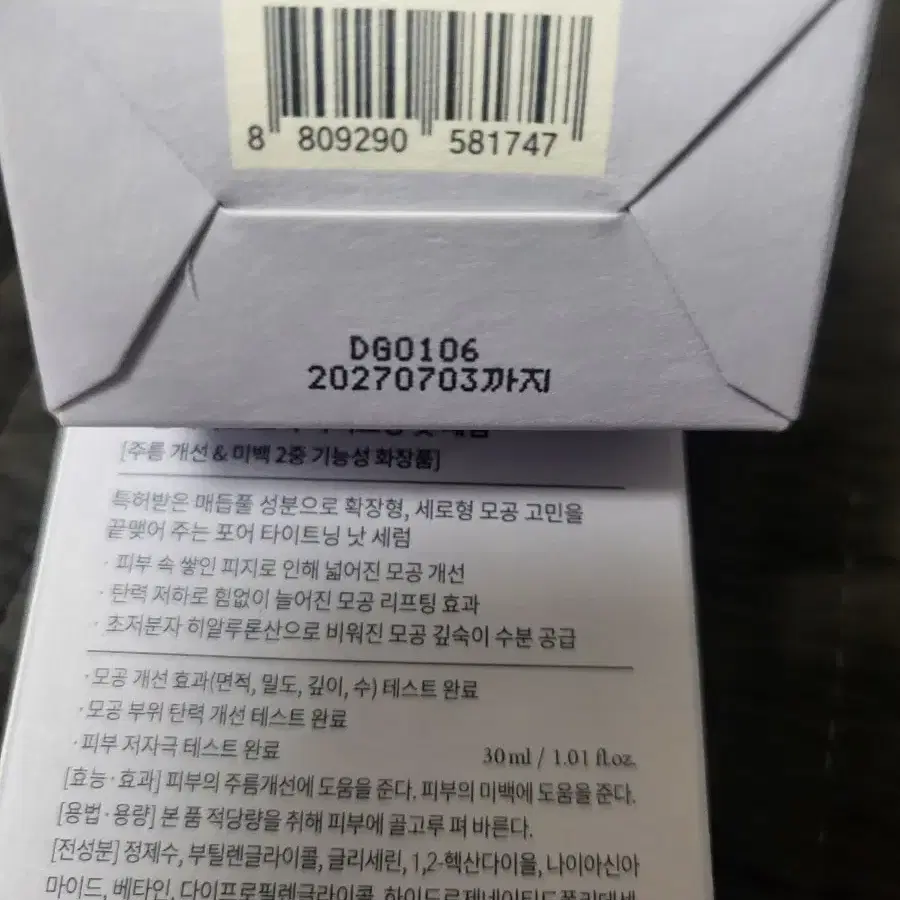 8 809290 581747
DG0106
20270703까지
[주름 개선 & 미백 2중 기능성 화장품]
특허받은 매듭풀 성분으로 확장형, 세로형 모공 고민을
끝맺어 주는 포어 타이트닝 낫 세럼
· 피부 속 쌓인 피지로 인해 넓어진 모공 개선
· 탄력 저하로 힘없이 늘어진 모공 리프팅 효과
· 초저분자 히알루론산으로 비워진 모공 깊숙이 수분 공급
· 모공 개선 효과(면적, 밀도, 깊이, 수) 테스트 완료
· 모공 부위 탄력 개선 테스트 완료
· 피부 저자극 테스트 완료 30 ml / 1.01 fl.oz.
[효능·효과] 피부의 주름개선에 도움을 준다. 피부의 미백에 도움을 준다.
[용법·용량] 본 품 적당량을 취해 피부에 골고루 펴 바른다.
[전성분] 정제수, 부틸렌글라이콜, 글리세린, 1,2-헥산다이올, 나이아신아
마이드, 베타인, 다이프로필렌글라이콜,